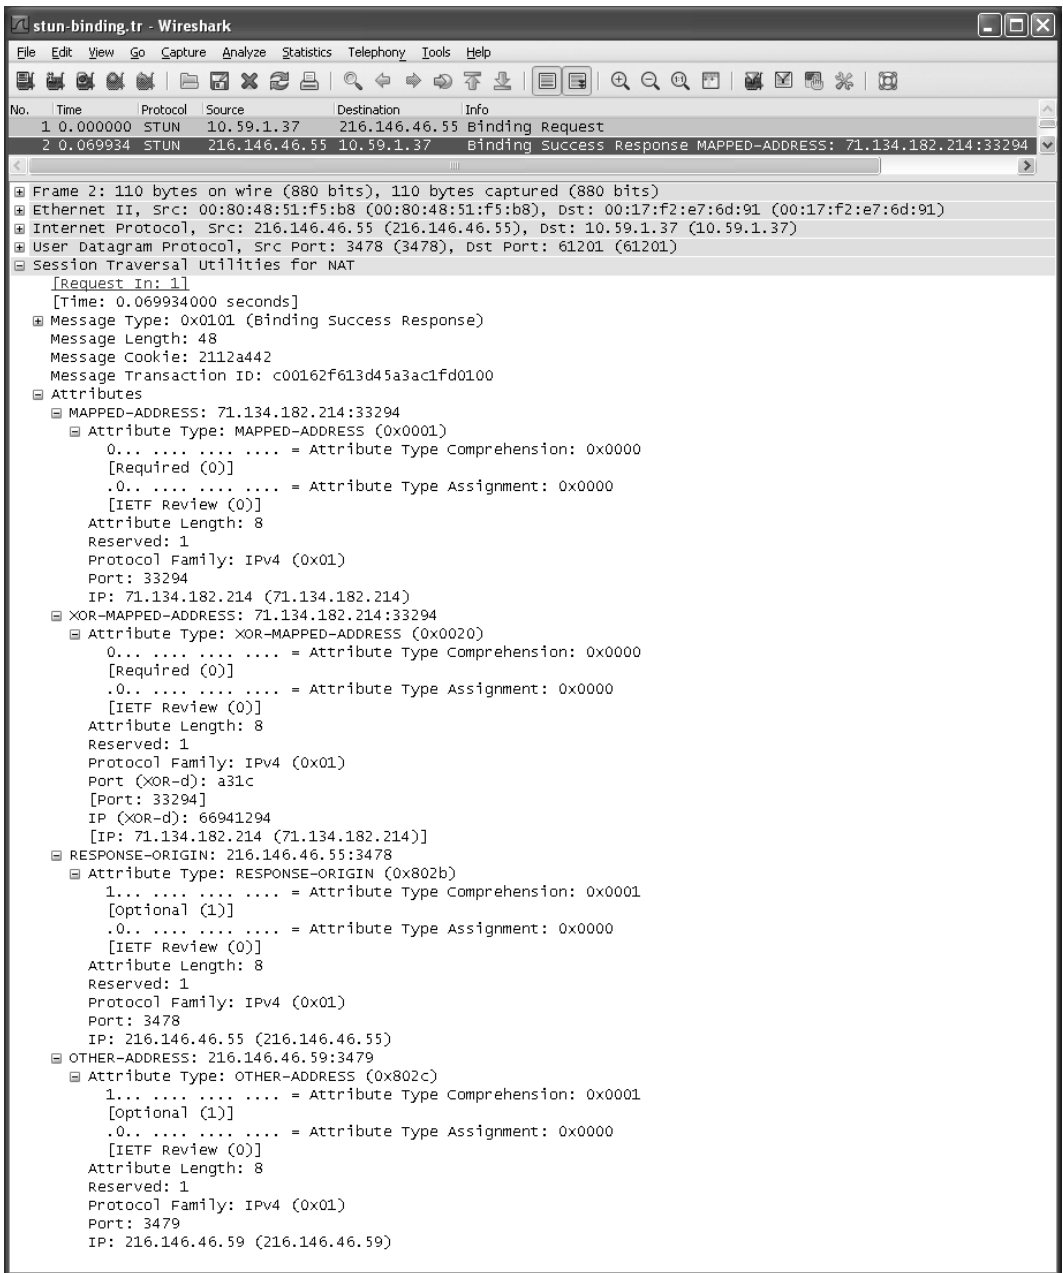 stun-binding.tr - Wireshark
File Edit View Go Capture Analyze Statistics Telephony Tools Help
No. Time Protocol Source Destination Info
1 0.000000 STUN 10.59.1.37 216.146.46.55 Binding Request
2 0.069934 STUN 216.146.46.55 10.59.1.37 Binding Success Response MAPPED-ADDRESS: 71.134.182.214:33294
Frame 2: 110 bytes on wire (880 bits), 110 bytes captured (880 bits)
Ethernet II, Src: 00:80:48:51:f5:b8 (00:80:48:51:f5:b8), Dst: 00:17:f2:e7:6d:91 (00:17:f2:e7:6d:91)
Internet Protocol, Src: 216.146.46.55 (216.146.46.55), Dst: 10.59.1.37 (10.59.1.37)
User Datagram Protocol, Src Port: 3478 (3478), Dst Port: 61201 (61201)
Session Traversal Utilities for NAT
[Request In: 1]
[Time: 0.069934000 seconds]
Message Type: 0x0101 (Binding Success Response)
Message Length: 48
Message Cookie: 2112a442
Message Transaction ID: c00162f613d45a3ac1fd0100
Attributes
MAPPED-ADDRESS: 71.134.182.214:33294
Attribute Type: MAPPED-ADDRESS (0x0001)
0... .... .... .... = Attribute Type Comprehension: 0x0000
[Required (0)]
.0.. .... .... .... = Attribute Type Assignment: 0x0000
[IETF Review (0)]
Attribute Length: 8
Reserved: 1
Protocol Family: IPv4 (0x01)
Port: 33294
IP: 71.134.182.214 (71.134.182.214)
XOR-MAPPED-ADDRESS: 71.134.182.214:33294
Attribute Type: XOR-MAPPED-ADDRESS (0x0020)
0... .... .... .... = Attribute Type Comprehension: 0x0000
[Required (0)]
.0.. .... .... .... = Attribute Type Assignment: 0x0000
[IETF Review (0)]
Attribute Length: 8
Reserved: 1
Protocol Family: IPv4 (0x01)
Port (XOR-d): a31c
[Port: 33294]
IP (XOR-d): 66941294
[IP: 71.134.182.214 (71.134.182.214)]
RESPONSE-ORIGIN: 216.146.46.55:3478
Attribute Type: RESPONSE-ORIGIN (0x802b)
1... .... .... .... = Attribute Type Comprehension: 0x0001
[Optional (1)]
.0.. .... .... .... = Attribute Type Assignment: 0x0000
[IETF Review (0)]
Attribute Length: 8
Reserved: 1
Protocol Family: IPv4 (0x01)
Port: 3478
IP: 216.146.46.55 (216.146.46.55)
OTHER-ADDRESS: 216.146.46.59:3479
Attribute Type: OTHER-ADDRESS (0x802c)
1... .... .... .... = Attribute Type Comprehension: 0x0001
[Optional (1)]
.0.. .... .... .... = Attribute Type Assignment: 0x0000
[IETF Review (0)]
Attribute Length: 8
Reserved: 1
Protocol Family: IPv4 (0x01)
Port: 3479
IP: 216.146.46.59 (216.146.46.59)